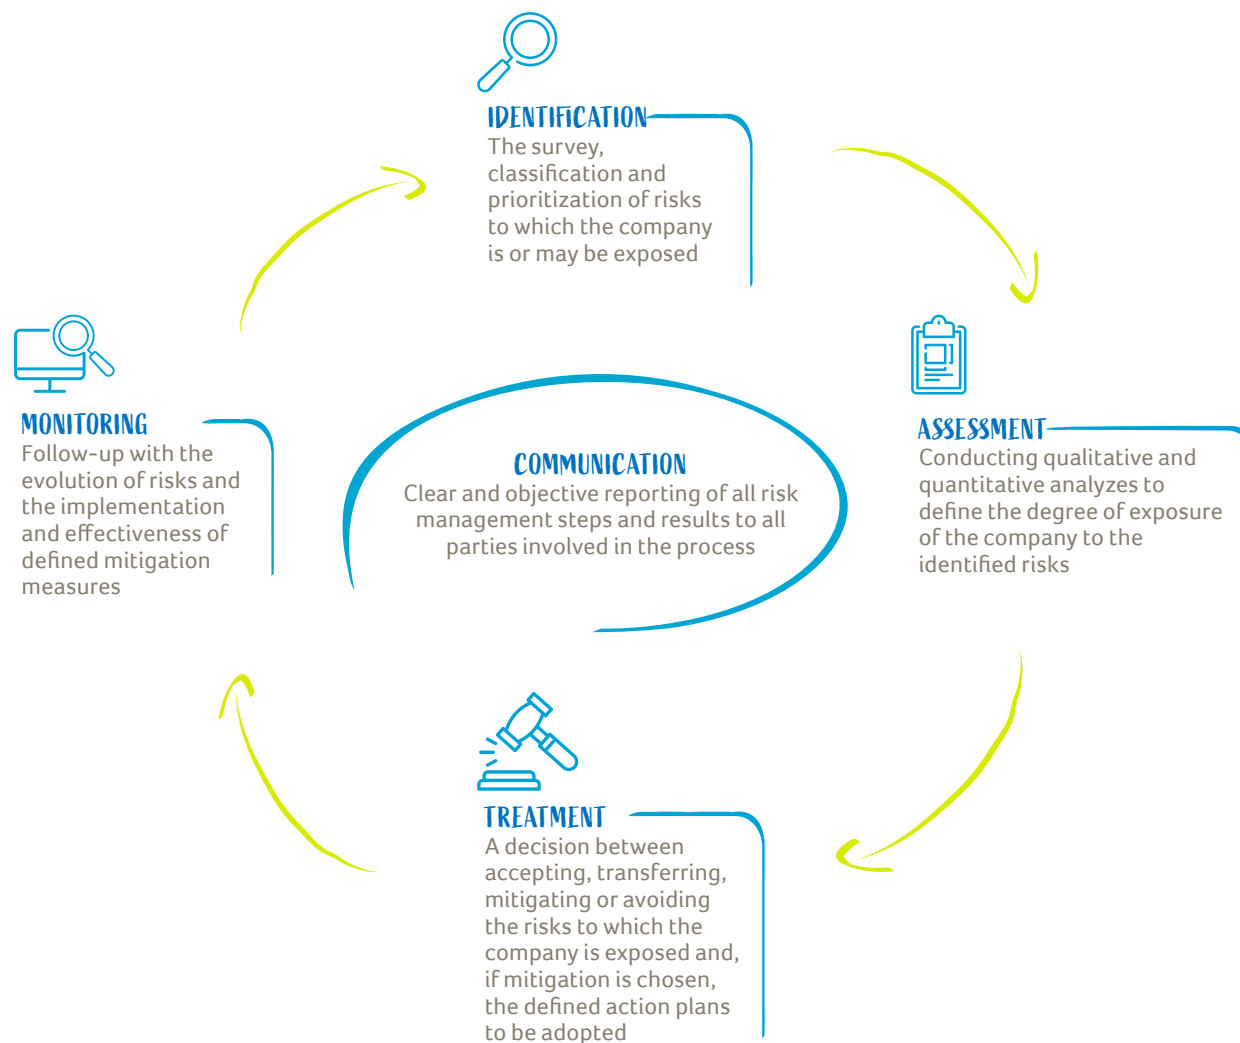 IDENTIFICATION
The survey,
classification and
prioritization of risks
to which the company
is or may be exposed
MONITORING
Follow-up with the
evolution of risks and
the implementation
and effectiveness of
defined mitigation
measures
COMMUNICATION
Clear and objective reporting of all risk
management steps and results to all
parties involved in the process
ASSESSMENT
Conducting qualitative and
quantitative analyzes to
define the degree of exposure
of the company to the
identified risks
TREATMENT
A decision between
accepting, transferring,
mitigating or avoiding
the risks to which the
company is exposed and,
if mitigation is chosen,
the defined action plans
to be adopted